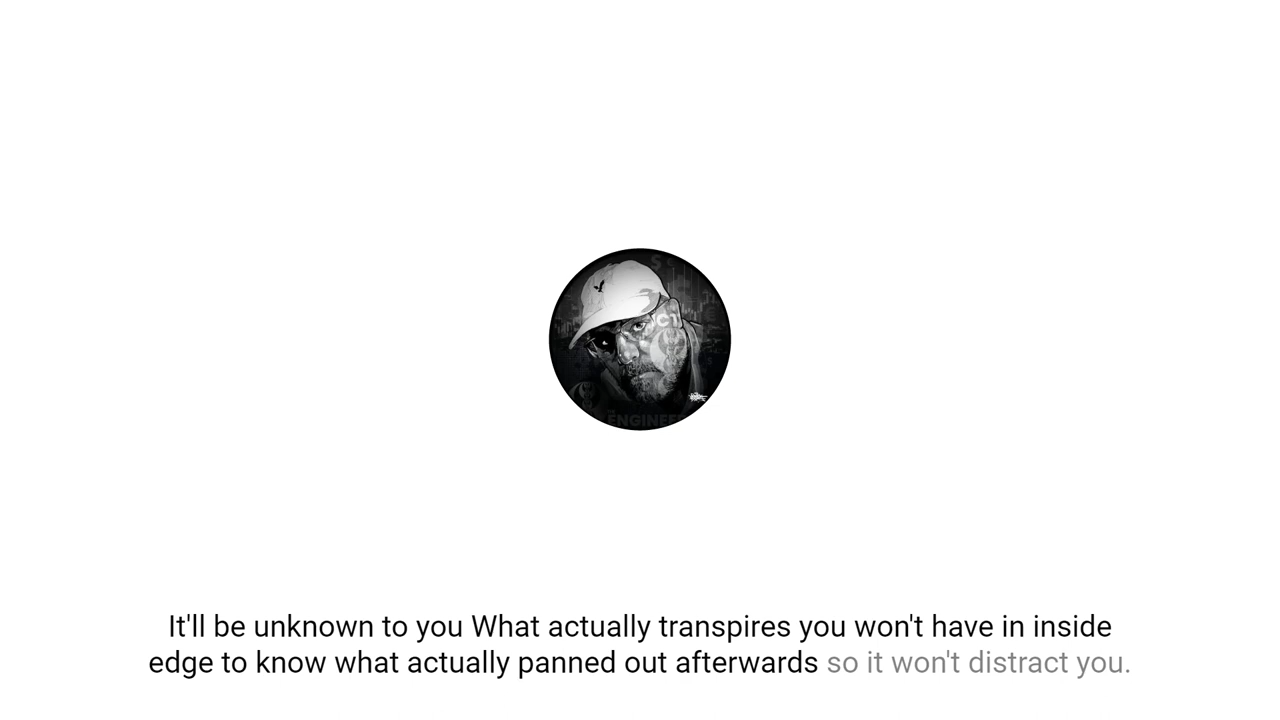 It'll be unknown to you What actually transpires you won't have in inside
edge to know what actually panned out afterwards so it won't distract you.